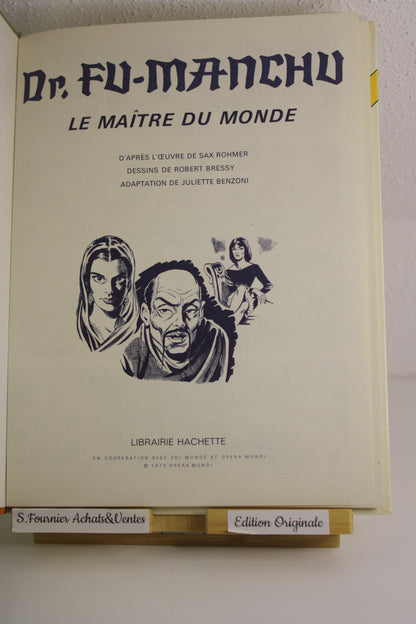 Dr. FU-MANCHU
LE MAÎTRE DU MONDE
D'APRÈS L'ŒUVRE DE SAX ROHMER
DESSINS DE ROBERT BRESSY
ADAPTATION DE JULIETTE BENZONI
LIBRAIRIE HACHETTE
EN COOPERATION AVEC EDI-MONDE ET OPERA MUNDI
© 1975 OPERA MUNDI
S.Fournier Achats&Ventes
Edition Originale